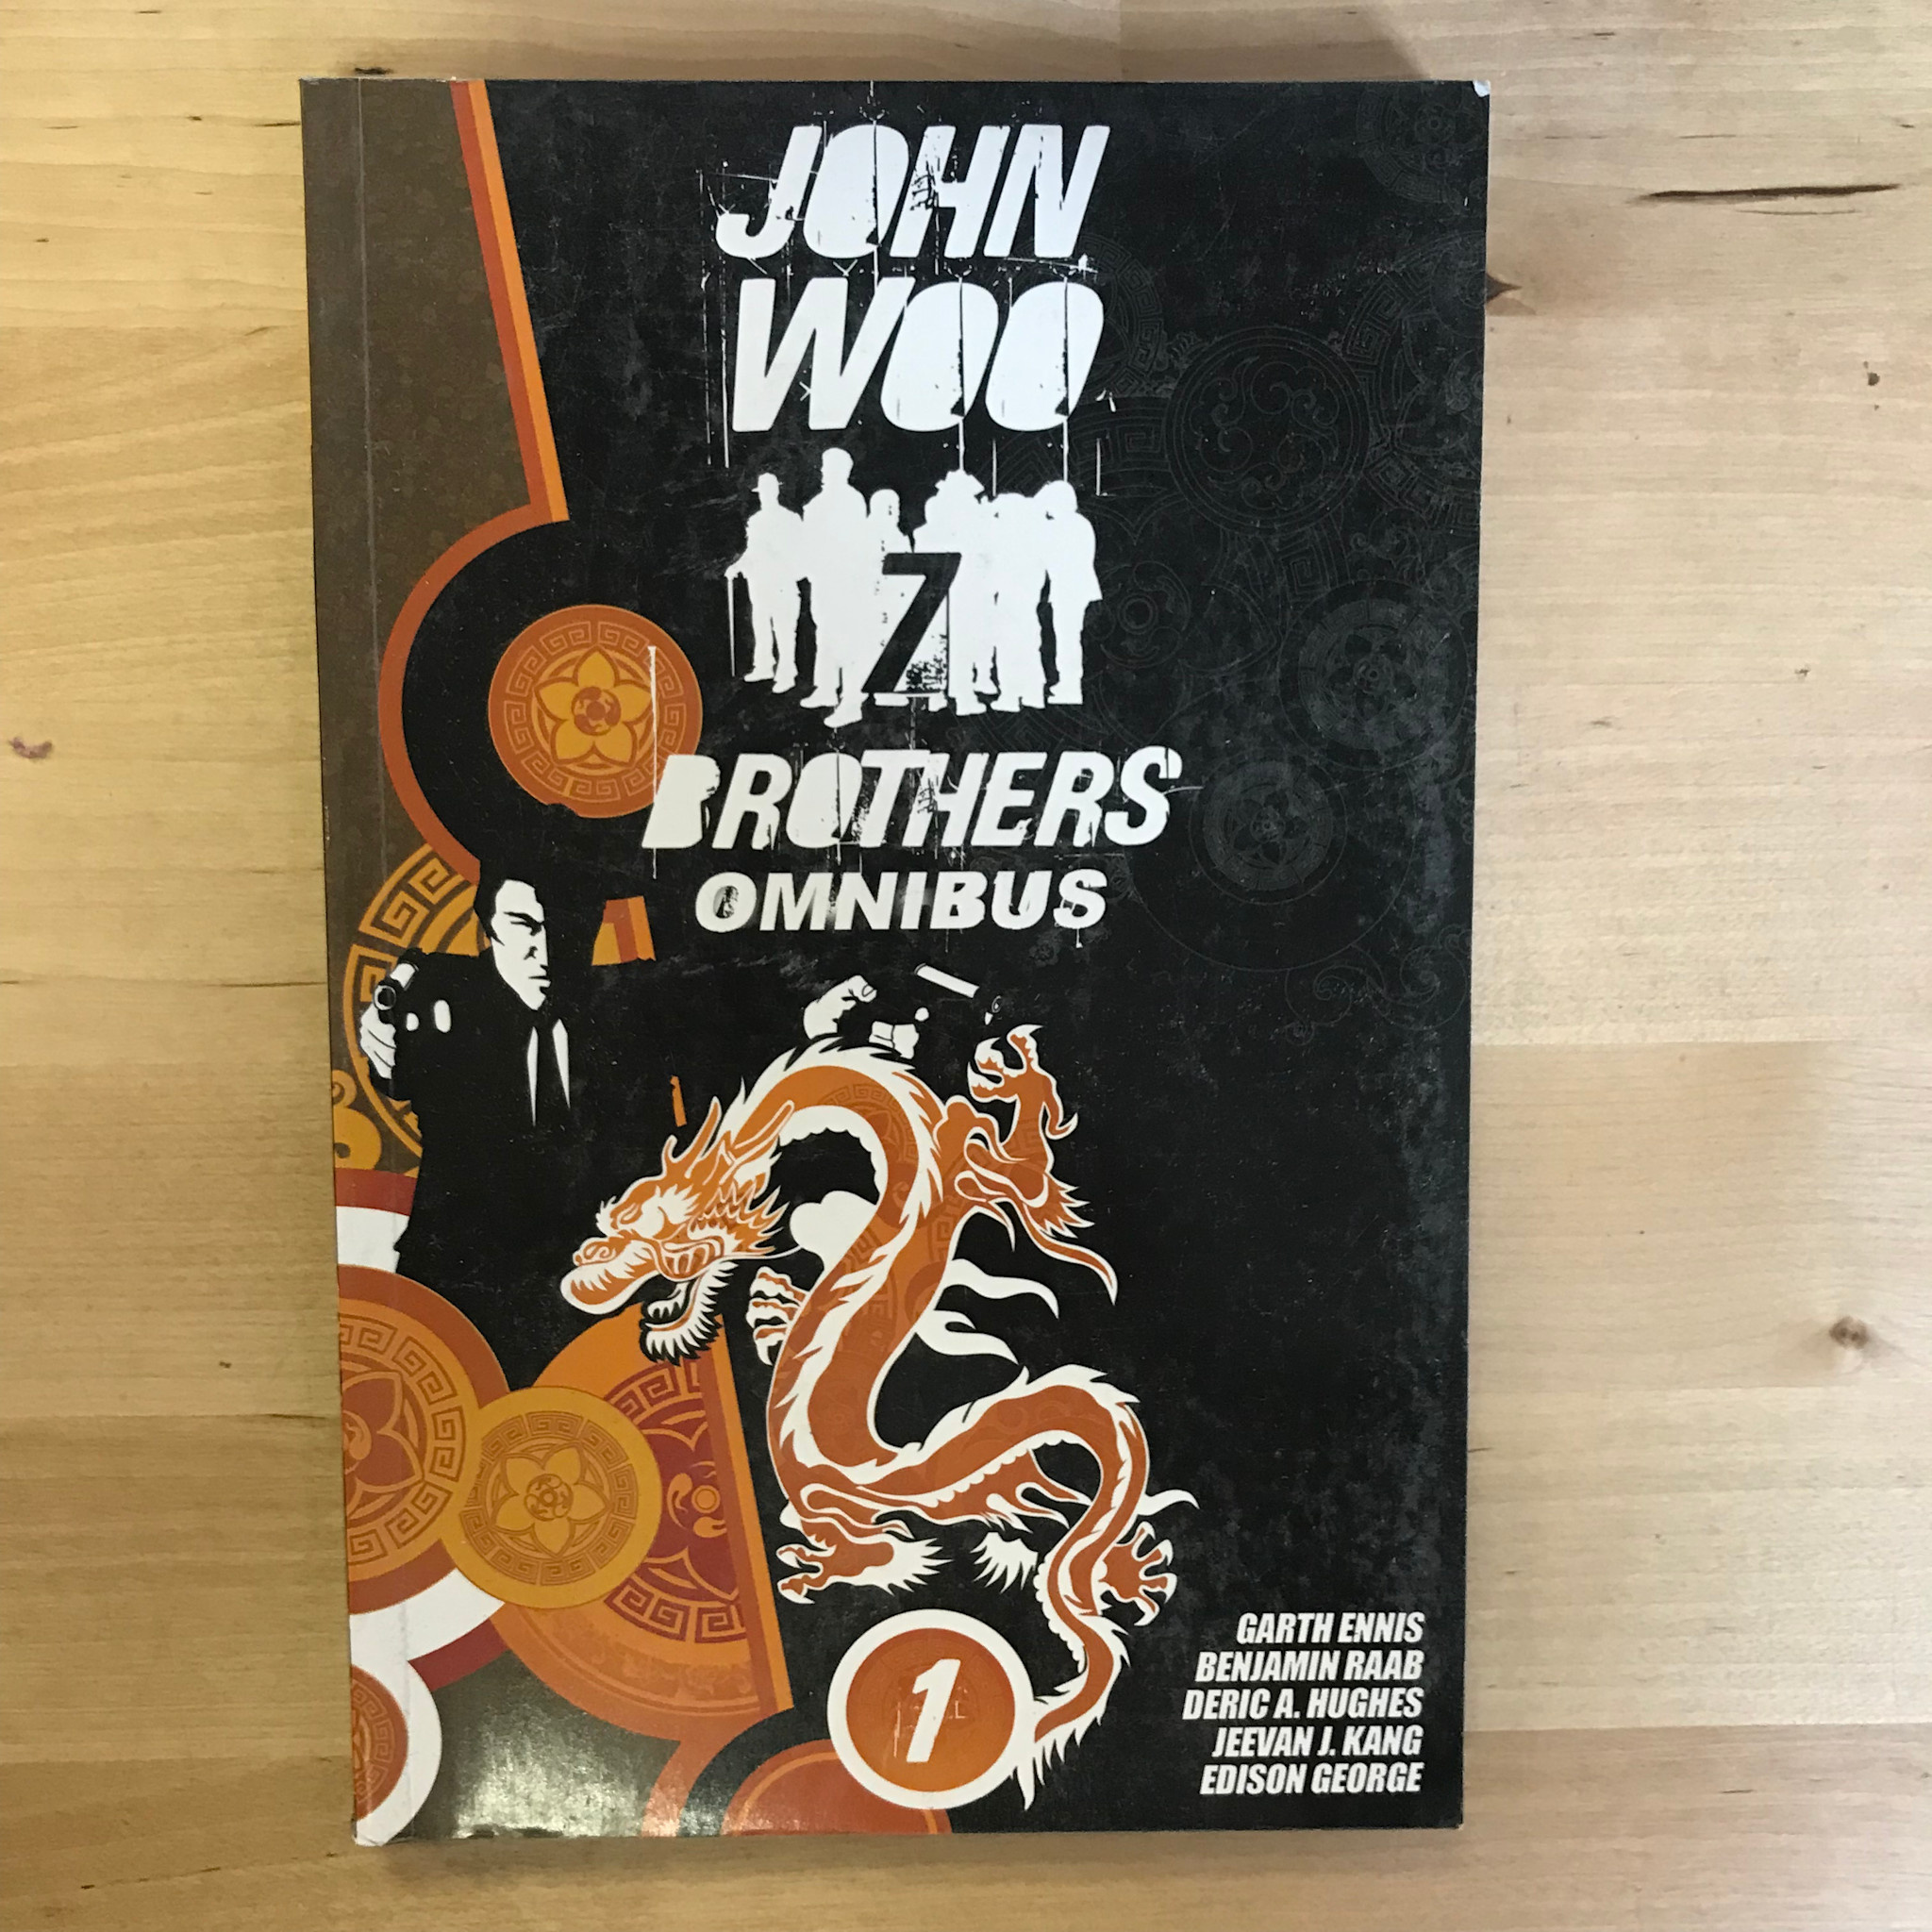 JOHN
WOO
7
BROTHERS
OMNIBUS
1
GARTH ENNIS
BENJAMIN RAAB
DERIC A. HUGHES
JEEVAN J. KANG
EDISON GEORGE